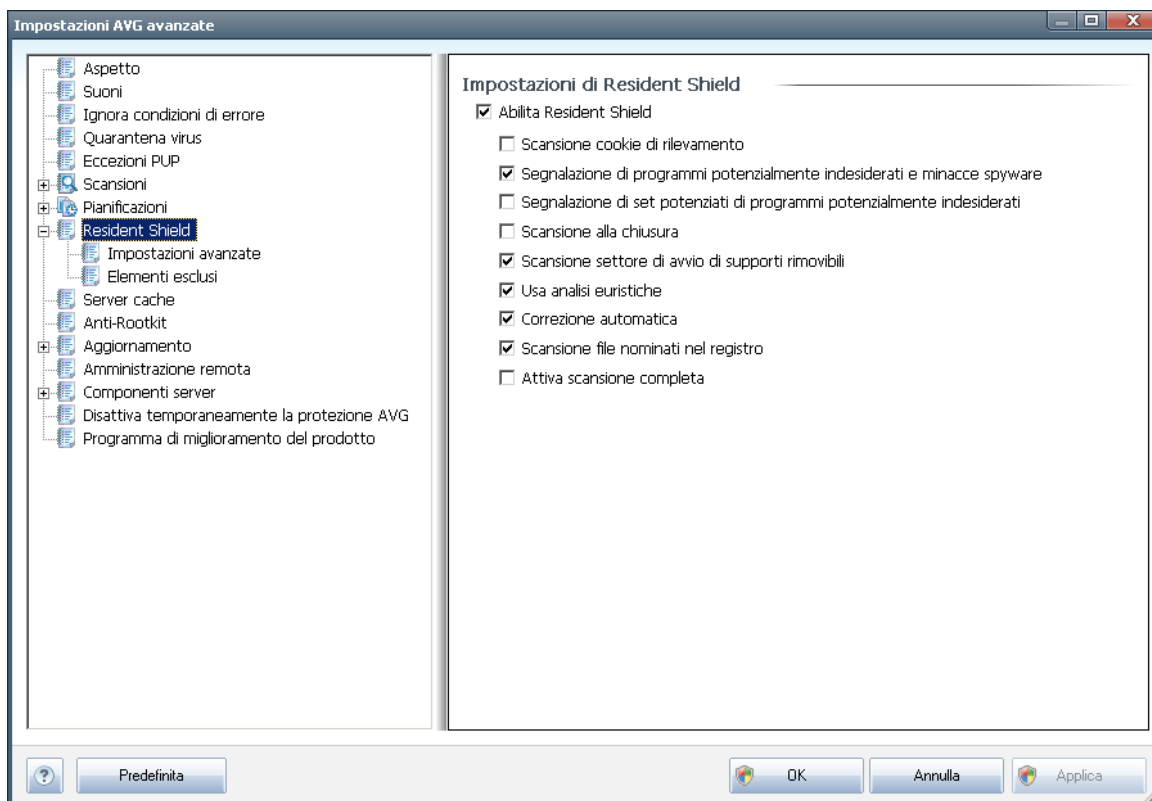 Impostazioni AVG avanzate
Aspetto
Suoni
Ignora condizioni di errore
Quarantena virus
Eccezioni PUP
Scansioni
Pianificazioni
Resident Shield
Impostazioni avanzate
Elementi esclusi
Server cache
Anti-Rootkit
Aggiornamento
Amministrazione remota
Componenti server
Disattiva temporaneamente la protezione AVG
Programma di miglioramento del prodotto
Impostazioni di Resident Shield
Abilita Resident Shield
Scansione cookie di rilevamento
Segnalazione di programmi potenzialmente indesiderati e minacce spyware
Segnalazione di set potenziati di programmi potenzialmente indesiderati
Scansione alla chiusura
Scansione settore di avvio di supporti rimovibili
Usa analisi euristiche
Correzione automatica
Scansione file nominati nel registro
Attiva scansione completa
? Predefinita OK Annulla Applica